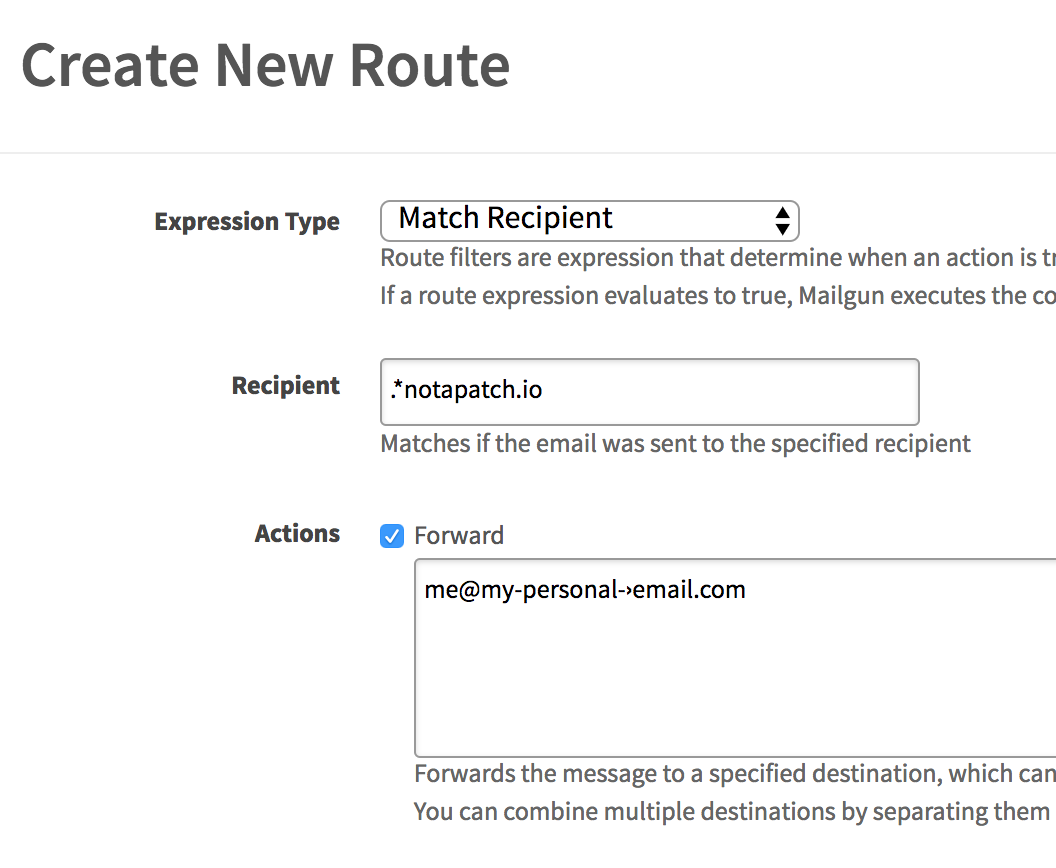 Create New Route
Expression Type
Match Recipient
Route filters are expression that determine when an action is
If a route expression evaluates to true, Mailgun executes the
Recipient
.*notapatch.io
Matches if the email was sent to the specified recipient
Actions
Forward
me@my-personal-›email.com
Forwards the message to a specified destination, which can
You can combine multiple destinations by separating them